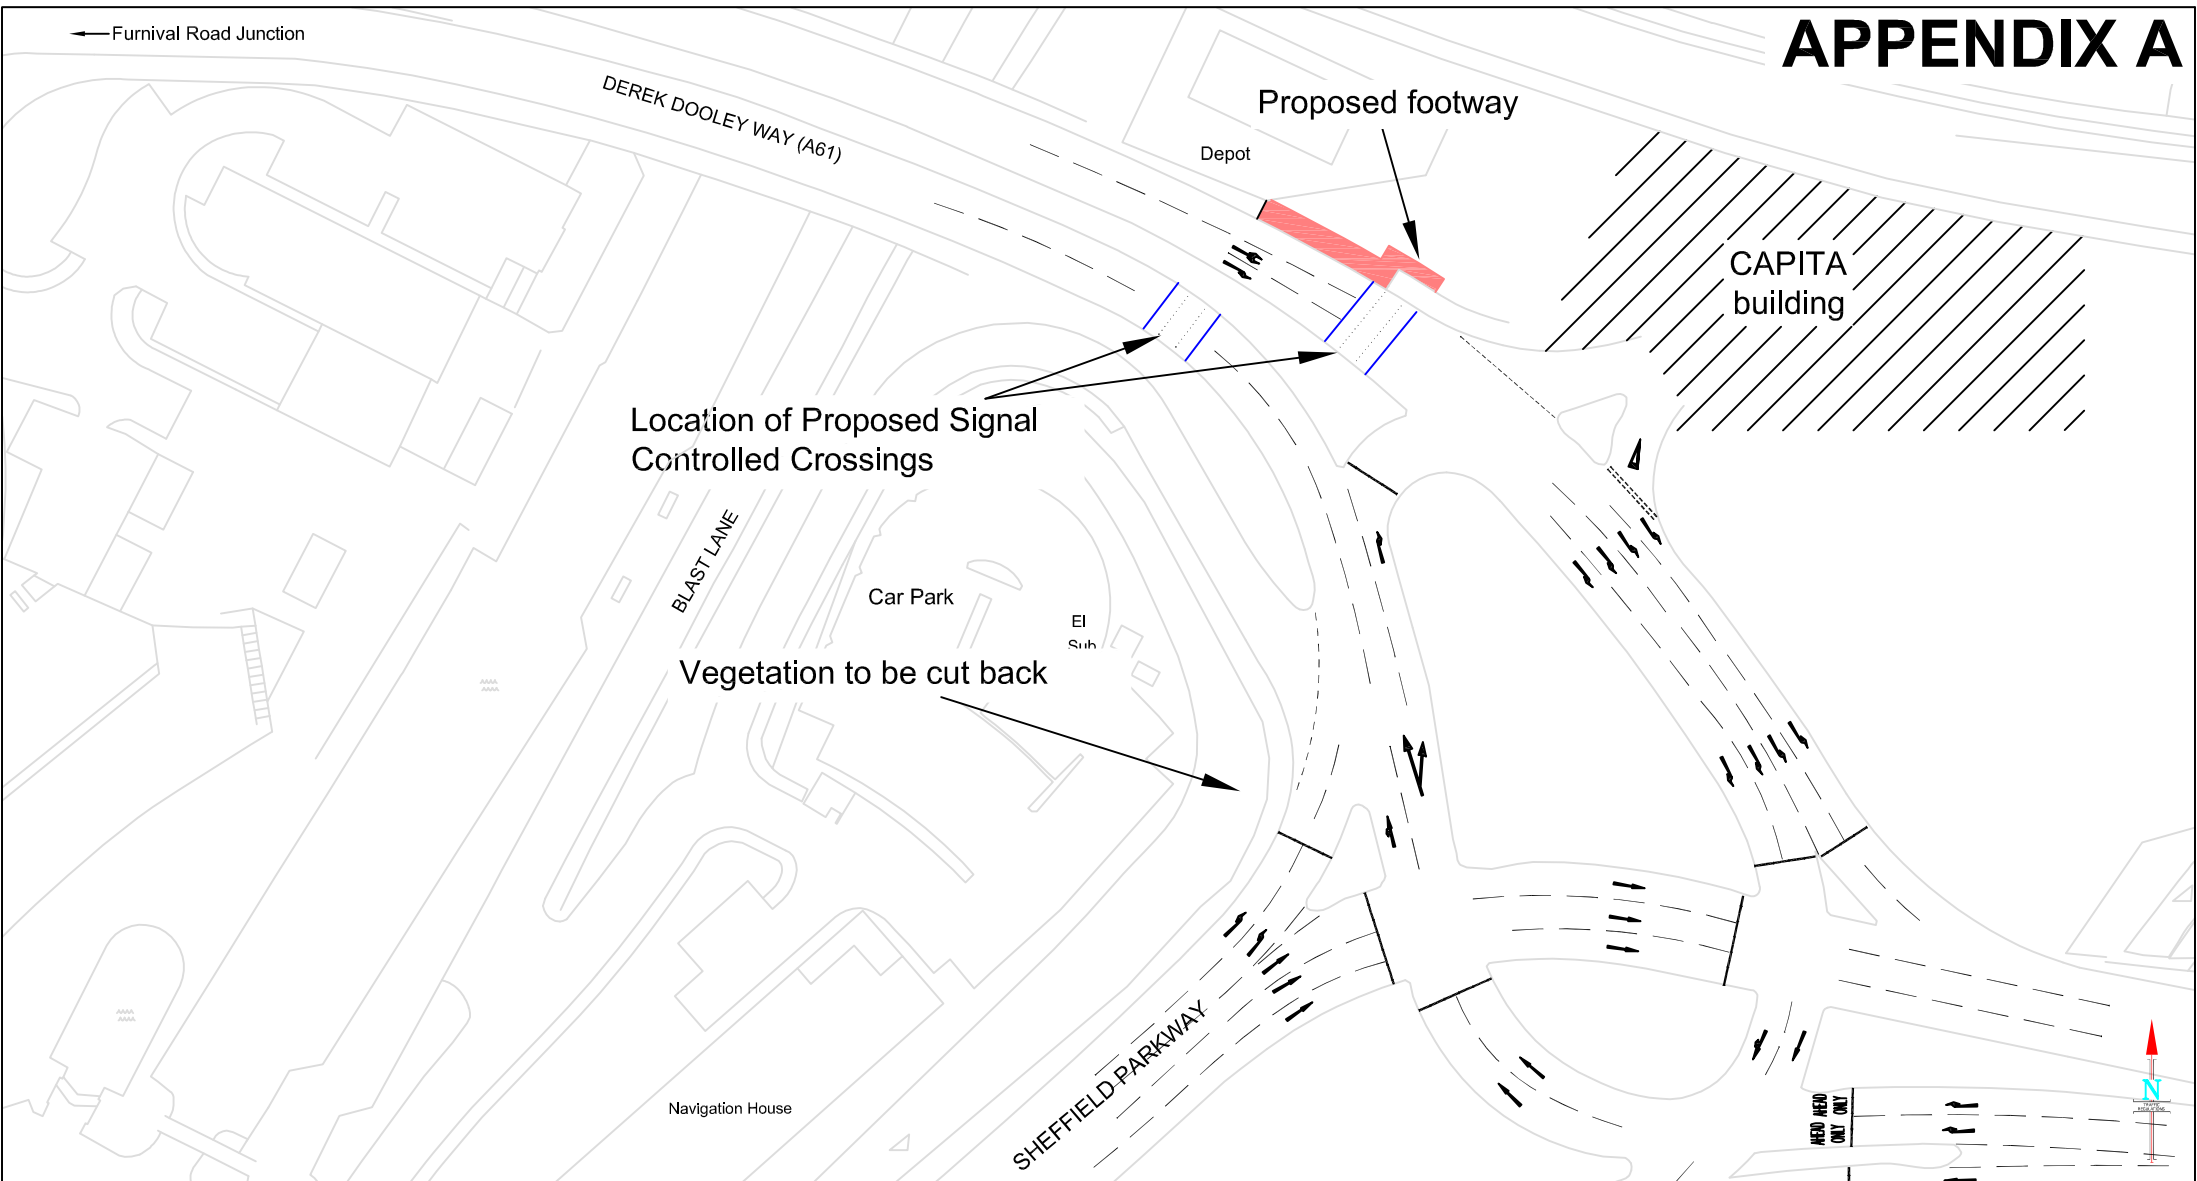 APPENDIX A
Furnival Road Junction
DEREK DOOLEY WAY (A61)
Proposed footway
Depot
CAPITA
building
Location of Proposed Signal
Controlled Crossings
BLAST LANE
Car Park
El
Sub
Vegetation to be cut back
SHEFFIELD PARKWAY
Navigation House
AHEAD AHEAD
ONLY ONLY
N
TRAFFIC
REGULATIONS